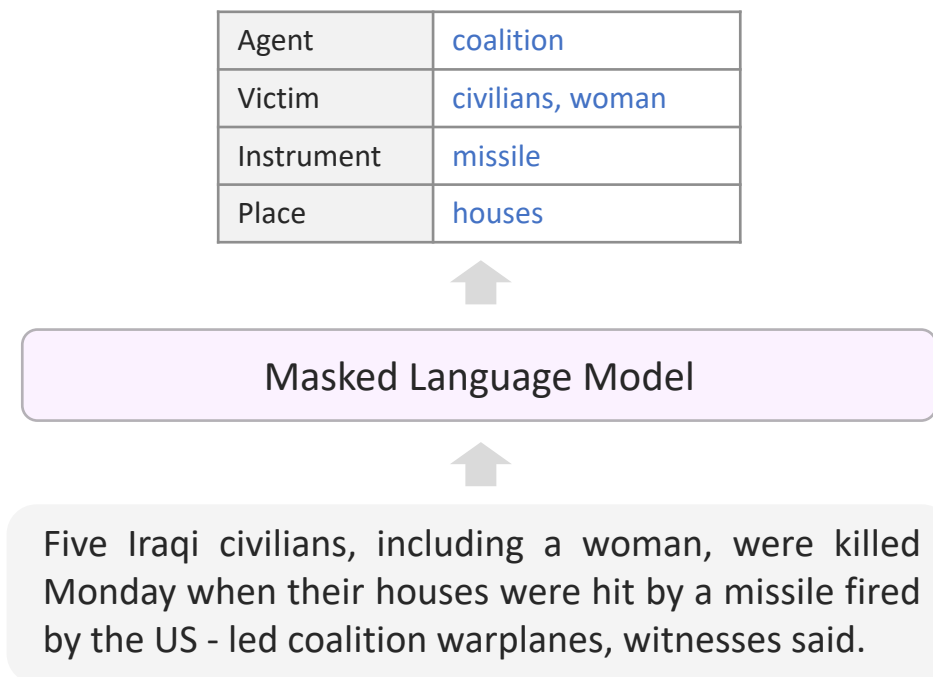 Agent coalition
Victim civilians, woman
Instrument missile
Place houses
Masked Language Model
Five Iraqi civilians, including a woman, were killed
Monday when their houses were hit by a missile fired
by the US - led coalition warplanes, witnesses said.